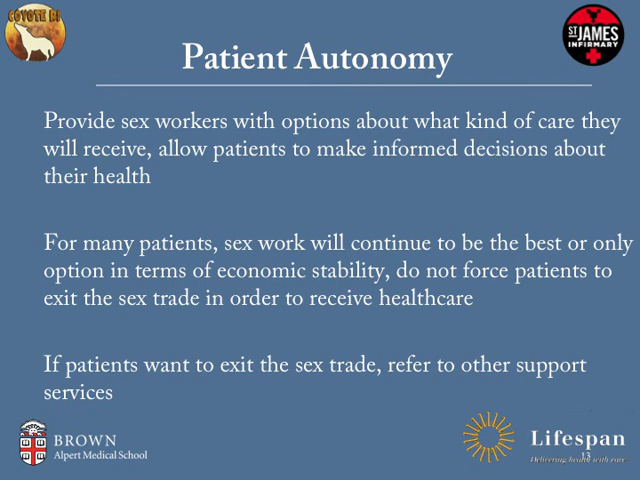 COYOTE RI
ST JAMES
INFIRMARY
Patient Autonomy
Provide sex workers with options about what kind of care they
will receive, allow patients to make informed decisions about
their health
For many patients, sex work will continue to be the best or only
option in terms of economic stability, do not force patients to
exit the sex trade in order to receive healthcare
If patients want to exit the sex trade, refer to other support
services
BROWN
Alpert Medical School
Lifespan
Delivering health with care.
13